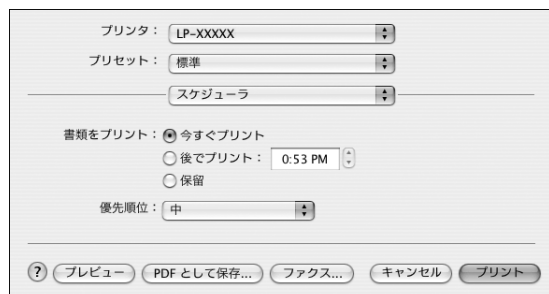 プリンタ： LP-XXXXX
プリセット： 標準
スケジューラ
書類をプリント： 今すぐプリント
後でプリント： 0:53 PM
保留
優先順位： 中
? プレビュー PDF として保存... ファクス... キャンセル プリント